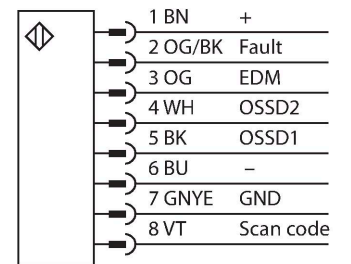 1 BN +
2 OG/BK Fault
3 OG EDM
4 WH OSSD2
5 BK OSSD1
6 BU –
7 GNYE GND
8 VT Scan code